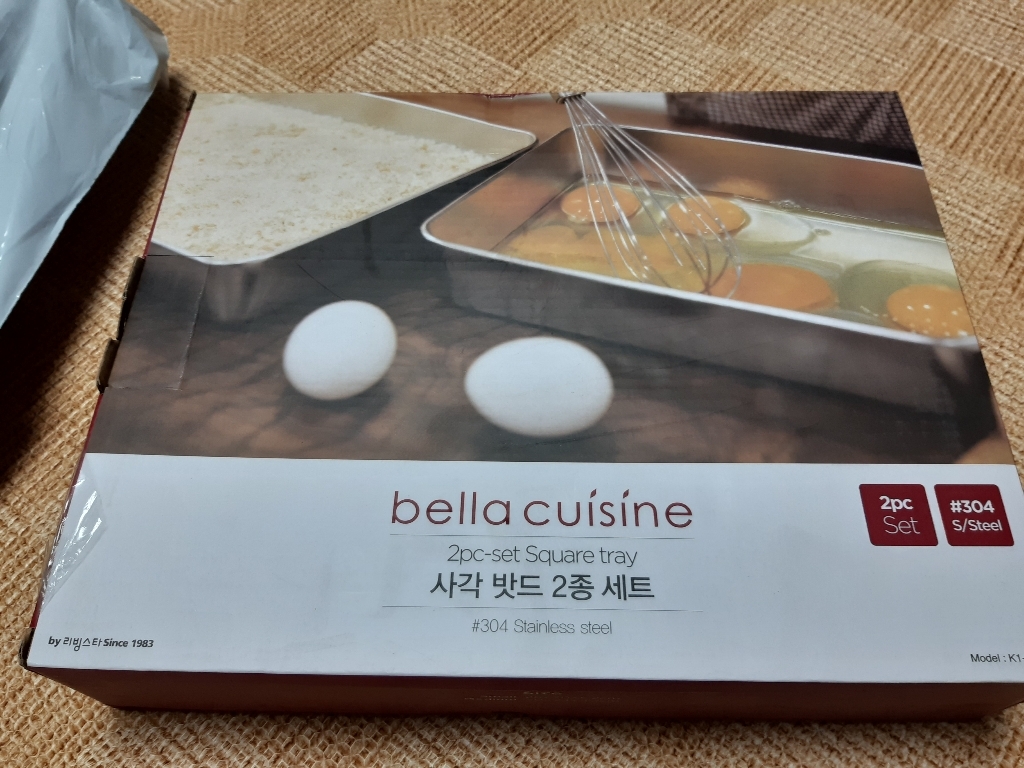 bella cuisine
2pc-set Square tray
사각 밧드 2종 세트
#304 Stainless steel
2pc
Set
#304
S/Steel
by 리빙스타 Since 1983
Model : K1-